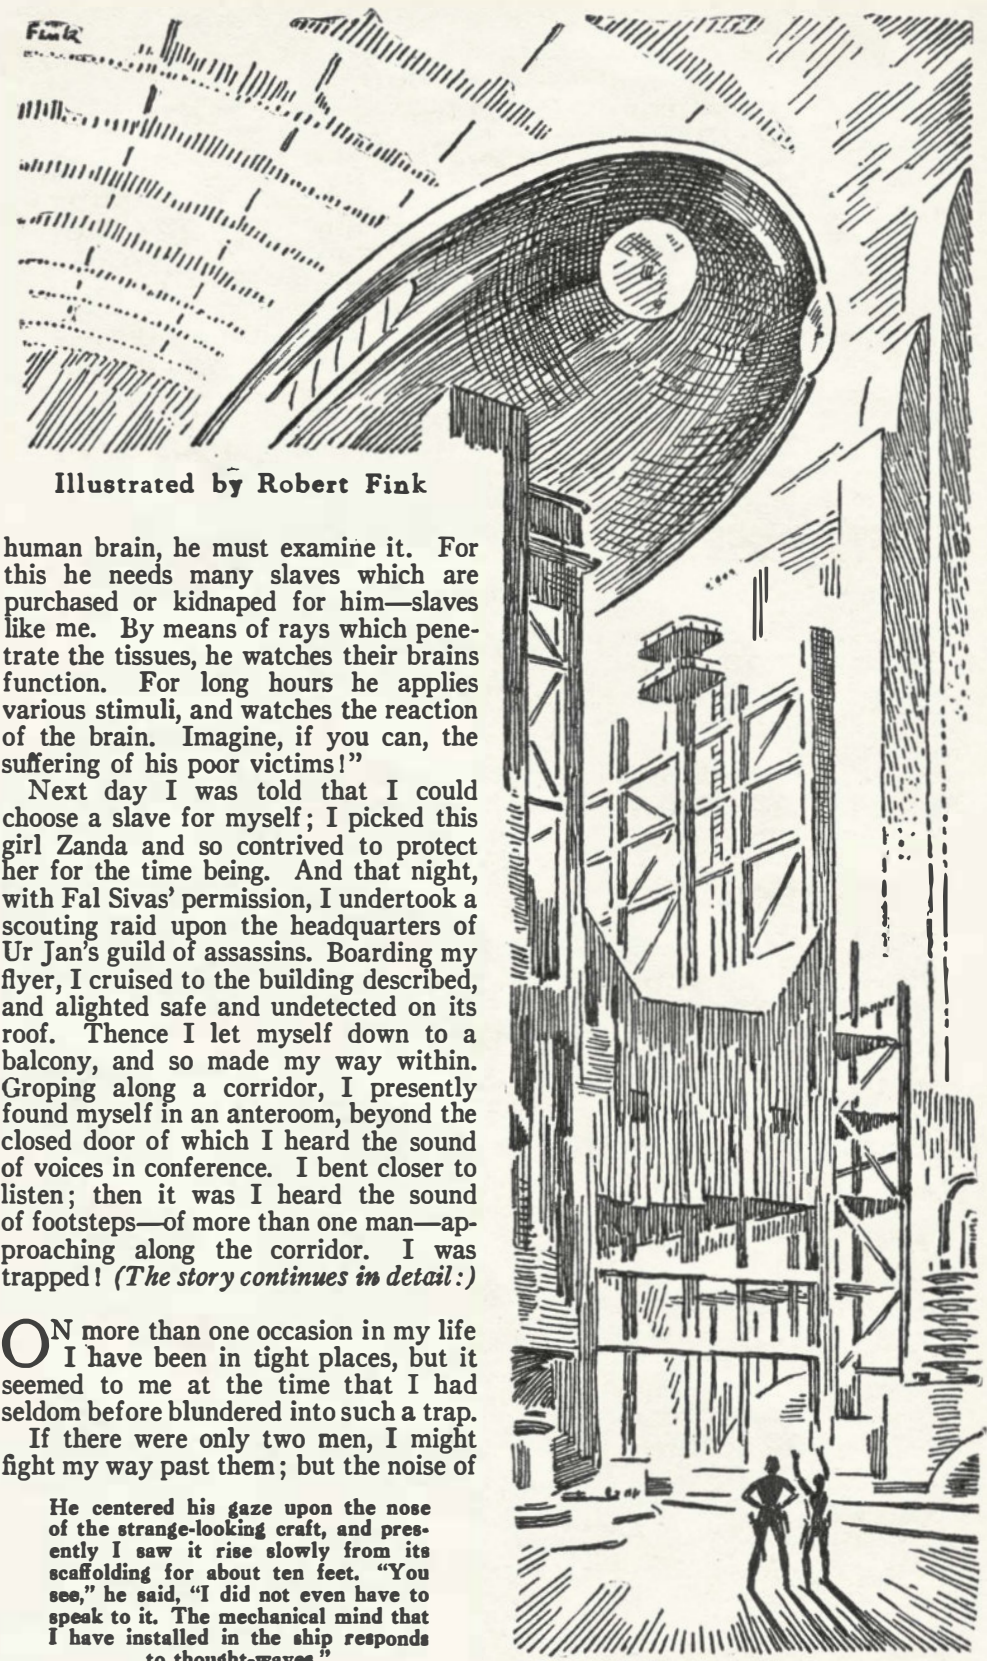 Fink
Illustrated by Robert Fink
human brain, he must examine it. For
this he needs many slaves which are
purchased or kidnaped for him—slaves
like me. By means of rays which pene-
trate the tissues, he watches their brains
function. For long hours he applies
various stimuli, and watches the reaction
of the brain. Imagine, if you can, the
suffering of his poor victims!”
Next day I was told that I could
choose a slave for myself; I picked this
girl Zanda and so contrived to protect
her for the time being. And that night,
with Fal Sivas’ permission, I undertook a
scouting raid upon the headquarters of
Ur Jan’s guild of assassins. Boarding my
flyer, I cruised to the building described,
and alighted safe and undetected on its
roof. Thence I let myself down to a
balcony, and so made my way within.
Groping along a corridor, I presently
found myself in an anteroom, beyond the
closed door of which I heard the sound
of voices in conference. I bent closer to
listen; then it was I heard the sound
of footsteps—of more than one man—ap-
proaching along the corridor. I was
trapped! (The story continues in detail:)
ON more than one occasion in my life
I have been in tight places, but it
seemed to me at the time that I had
seldom before blundered into such a trap.
If there were only two men, I might
fight my way past them; but the noise of
He centered his gaze upon the nose
of the strange-looking craft, and pres-
ently I saw it rise slowly from its
scaffolding for about ten feet. “You
see,” he said, “I did not even have to
speak to it. The mechanical mind that
I have installed in the ship responds
to thought-waves.”